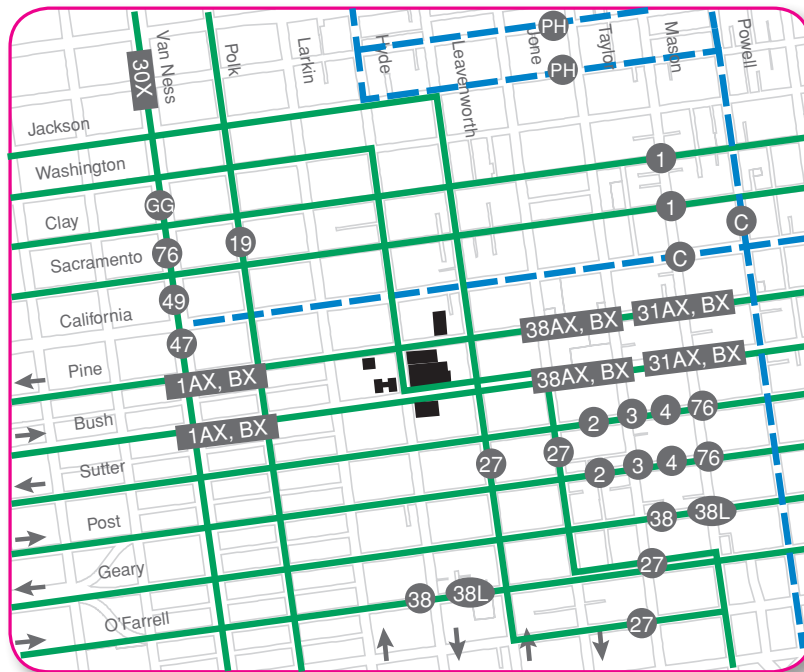 PH
PH
30X
Van Ness
Polk
Larkin
Hyde
Leavenworth
Jone
Taylor
Mason
Powell
Jackson
Washington
Clay
Sacramento
California
Pine
Bush
Sutter
Post
Geary
O'Farrell
GG
76
19
49
47
1
1
C
C
38AX, BX
31AX, BX
38AX, BX
31AX, BX
1AX, BX
1AX, BX
2
3
4
76
2
3
4
76
27
27
38
38L
27
38
38L
27